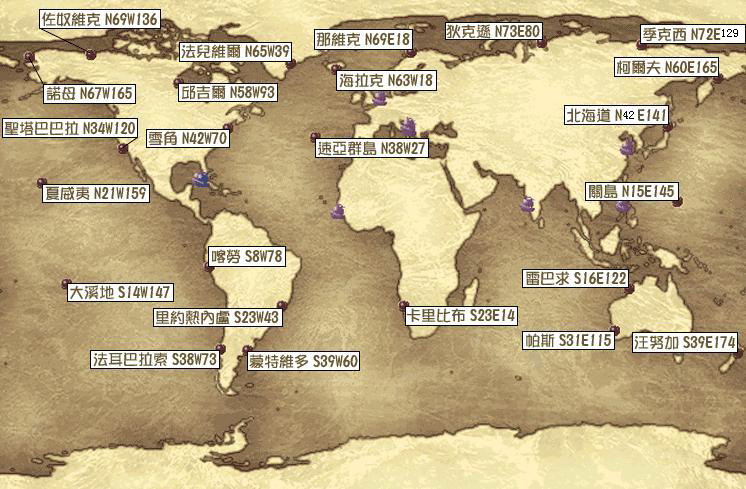 佐奴維克 N69W136
法兒維爾 N65W39
那維克 N69E18
狄克遜 N73E80
季克西 N72E129
諾母 N67W165
邱吉爾 N58W93
海拉克 N63W18
柯爾夫 N60E165
聖塔巴巴拉 N34W120
雪角 N42W70
速亞群島 N38W27
北海道 N42E141
夏威夷 N21W159
關島 N15E145
喀勞 S8W78
大溪地 S14W147
雷巴求 S16E122
里約熱內盧 S23W43
卡里比布 S23E14
法耳巴拉索 S38W73
蒙特維多 S39W60
帕斯 S31E115
汪努加 S39E174